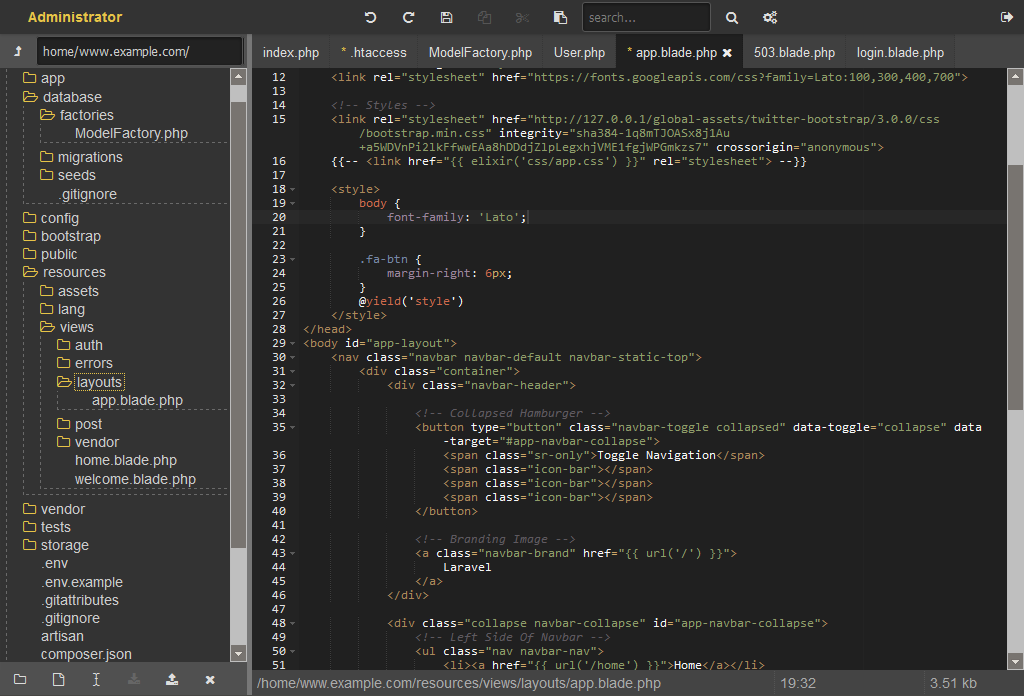 Administrator
search...
home/www.example.com/
index.php
* .htaccess
ModelFactory.php
User.php
* app.blade.php
503.blade.php
login.blade.php
app
database
factories
ModelFactory.php
migrations
seeds
.gitignore
config
bootstrap
public
resources
assets
lang
views
auth
errors
layouts
app.blade.php
post
vendor
home.blade.php
welcome.blade.php
vendor
tests
storage
.env
.env.example
.gitattributes
.gitignore
artisan
composer.json
12 <link rel="stylesheet" href="https://fonts.googleapis.com/css?family=Lato:100,300,400,700">
13
14 <!-- Styles -->
15 <link rel="stylesheet" href="http://127.0.0.1/global-assets/twitter-bootstrap/3.0.0/css
/bootstrap.min.css" integrity="sha384-1q8mTJOASx8j1Au
+a5WDVnPi2lkFfwwEAa8hDDdjZlpLegxhjVME1fgjWPGmkzs7" crossorigin="anonymous">
16 {{-- <link href="{{ elixir('css/app.css') }}" rel="stylesheet"> --}}
17
18 <style>
19 body {
20 font-family: 'Lato';
21 }
22
23 .fa-btn {
24 margin-right: 6px;
25 }
26 @yield('style')
27 </style>
28 </head>
29 <body id="app-layout">
30 <nav class="navbar navbar-default navbar-static-top">
31 <div class="container">
32 <div class="navbar-header">
33
34 <!-- Collapsed Hamburger -->
35 <button type="button" class="navbar-toggle collapsed" data-toggle="collapse" data
-target="#app-navbar-collapse">
36 <span class="sr-only">Toggle Navigation</span>
37 <span class="icon-bar"></span>
38 <span class="icon-bar"></span>
39 <span class="icon-bar"></span>
40 </button>
41
42 <!-- Branding Image -->
43 <a class="navbar-brand" href="{{ url('/') }}">
44 Laravel
45 </a>
46 </div>
47
48 <div class="collapse navbar-collapse" id="app-navbar-collapse">
49 <!-- Left Side Of Navbar -->
50 <ul class="nav navbar-nav">
51 <li><a href="{{ url('/home') }}">Home</a></li>
/home/www.example.com/resources/views/layouts/app.blade.php
19:32
3.51 kb